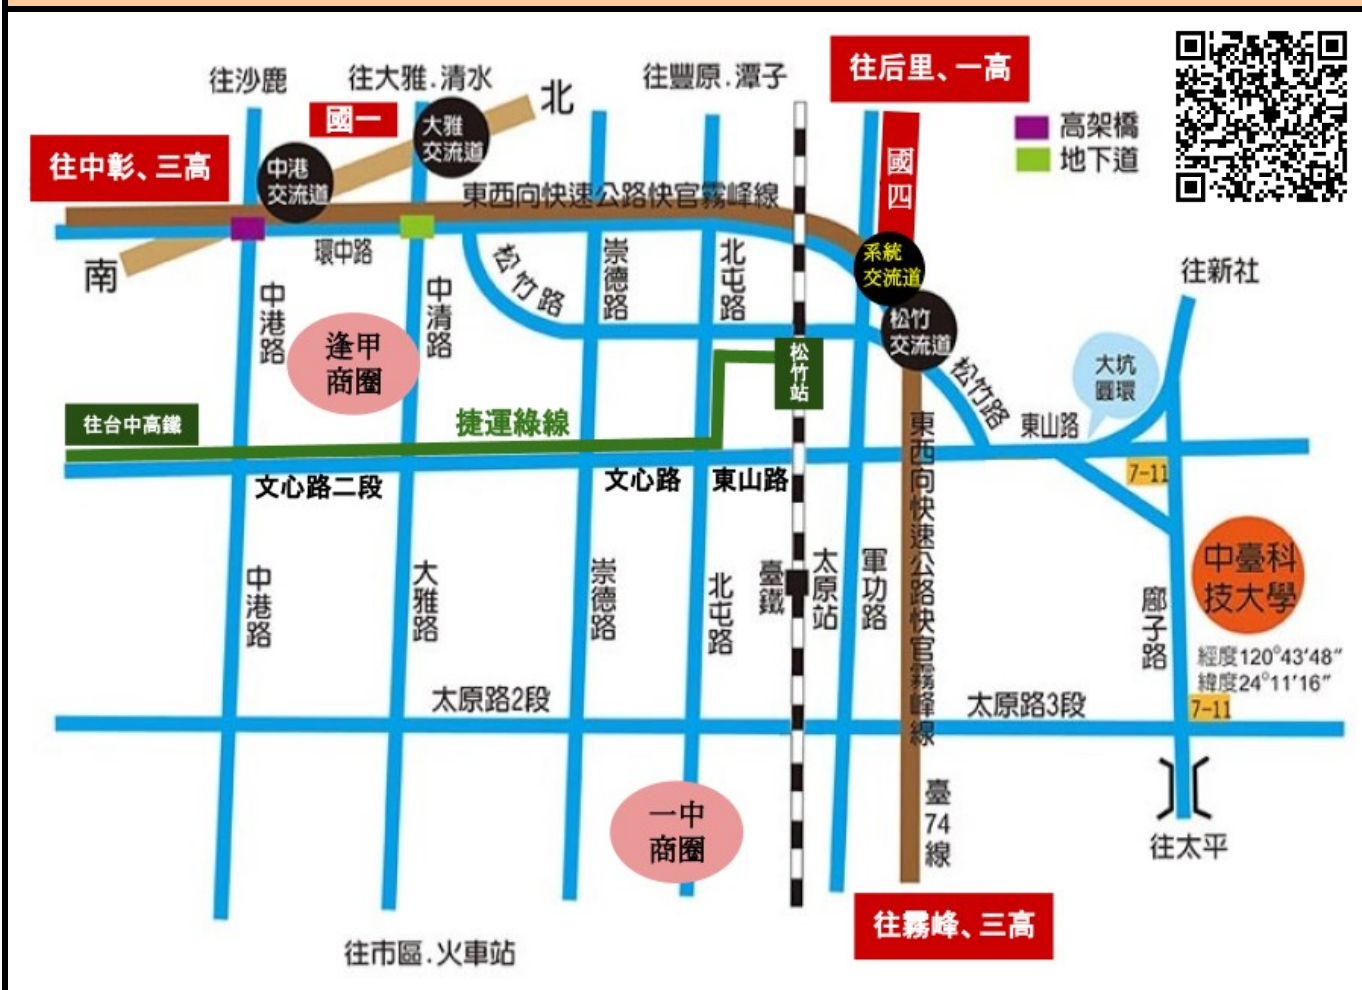 往沙鹿
往大雅.清水
北
往豐原.潭子
往后里、一高
高架橋
地下道
國一
大雅
交流道
中港
交流道
往中彰、三高
國四
東西向快速公路快官霧峰線
南
環中路
松竹路
崇德路
北屯路
系統
交流道
往新社
中港路
中清路
逢甲
商圈
松竹
交流道
松竹站
松竹路
大坑
圓環
往台中高鐵
捷運綠線
東山路
文心路二段
文心路
東山路
7-11
東西向快速公路快官霧峰線
中港路
大雅路
崇德路
北屯路
臺鐵
太原站
軍功路
中臺科
技大學
廍子路
經度120°43'48"
緯度24°11'16"
太原路2段
太原路3段
7-11
一中
商圈
臺74線
往太平
往霧峰、三高
往市區.火車站